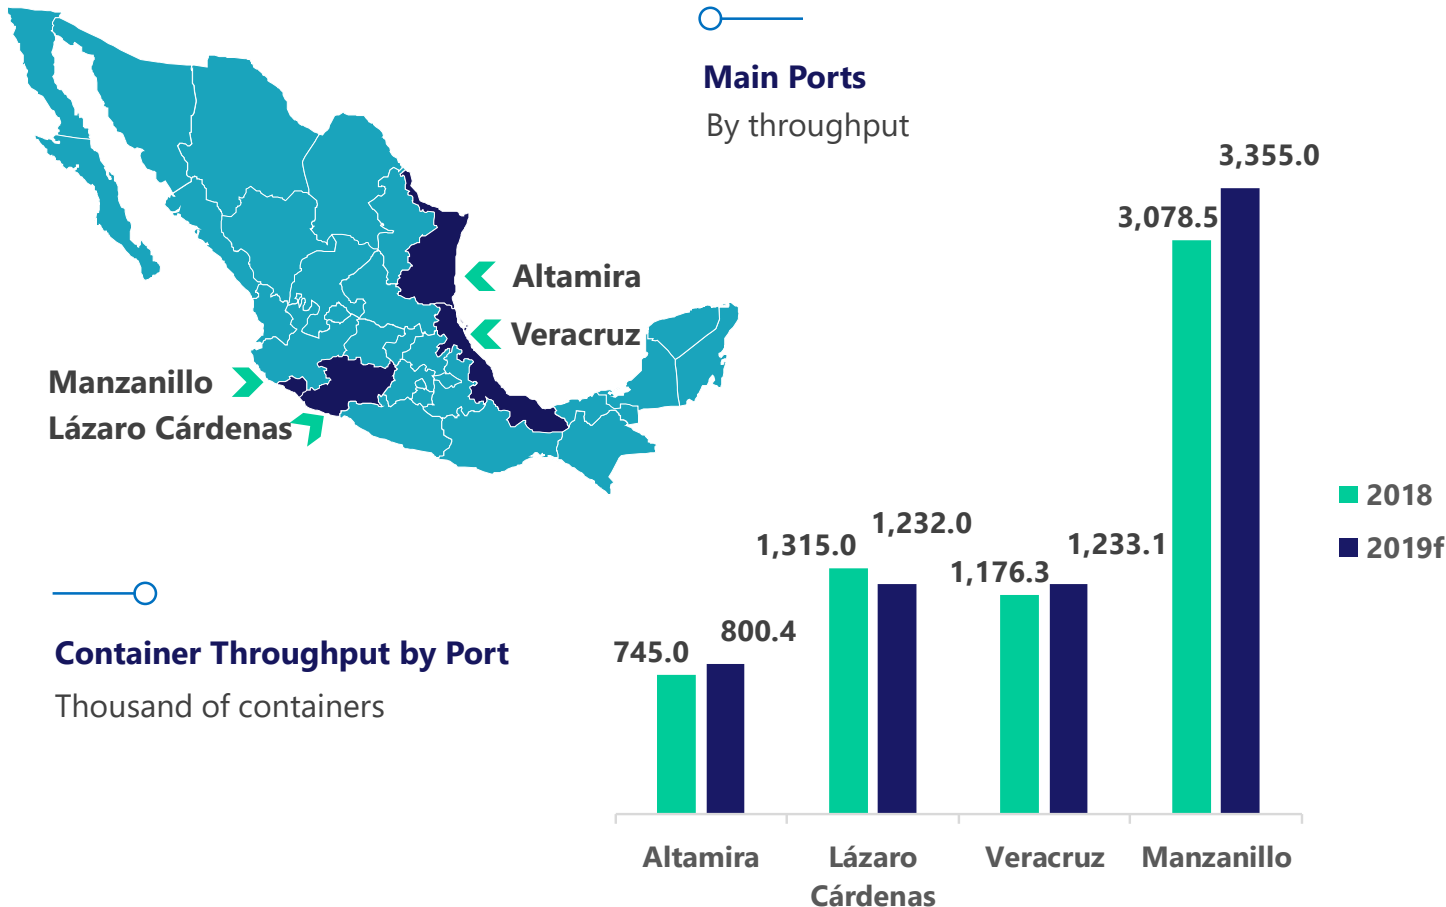 Main Ports
By throughput
Altamira
Veracruz
Manzanillo
Lázaro Cárdenas
Container Throughput by Port
Thousand of containers
745.0
800.4
1,315.0
1,232.0
1,176.3
1,233.1
3,078.5
3,355.0
2018
2019f
Altamira
Lázaro
Cárdenas
Veracruz
Manzanillo